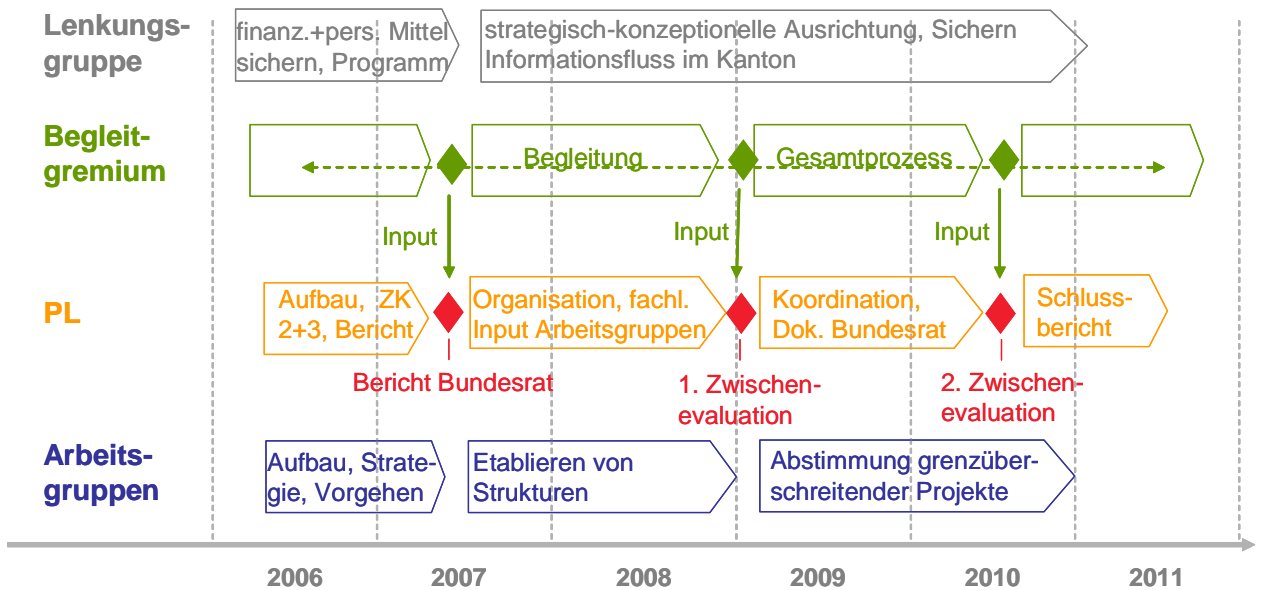 Lenkungs-
gruppe
finanz.+pers. Mittel
sichern, Programm
strategisch-konzeptionelle Ausrichtung, Sichern
Informationsfluss im Kanton
Begleit-
gremium
Begleitung
Gesamtprozess
Input
Input
Input
PL
Aufbau, ZK
2+3, Bericht
Organisation, fachl.
Input Arbeitsgruppen
Koordination,
Dok. Bundesrat
Schluss-
bericht
Bericht Bundesrat
1. Zwischen-
evaluation
2. Zwischen-
evaluation
Arbeits-
gruppen
Aufbau, Strate-
gie, Vorgehen
Etablieren von
Strukturen
Abstimmung grenzüber-
schreitender Projekte
2006
2007
2008
2009
2010
2011